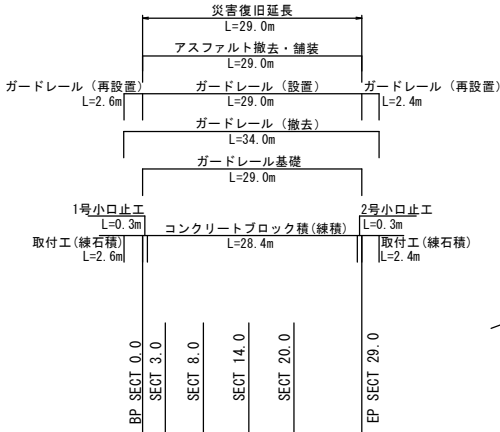 災害復旧延長
L=29.0m
アスファルト撤去・舗装
L=29.0m
ガードレール（再設置） ガードレール（設置） ガードレール（再設置）
L=2.6m L=29.0m L=2.4m
ガードレール（撤去）
L=34.0m
ガードレール基礎
L=29.0m
1号小口止工 2号小口止工
L=0.3m コンクリートブロック積(練積) L=0.3m
取付工(練石積) L=28.4m 取付工(練石積)
L=2.6m L=2.4m
BP SECT 0.0
SECT 3.0
SECT 8.0
SECT 14.0
SECT 20.0
EP SECT 29.0